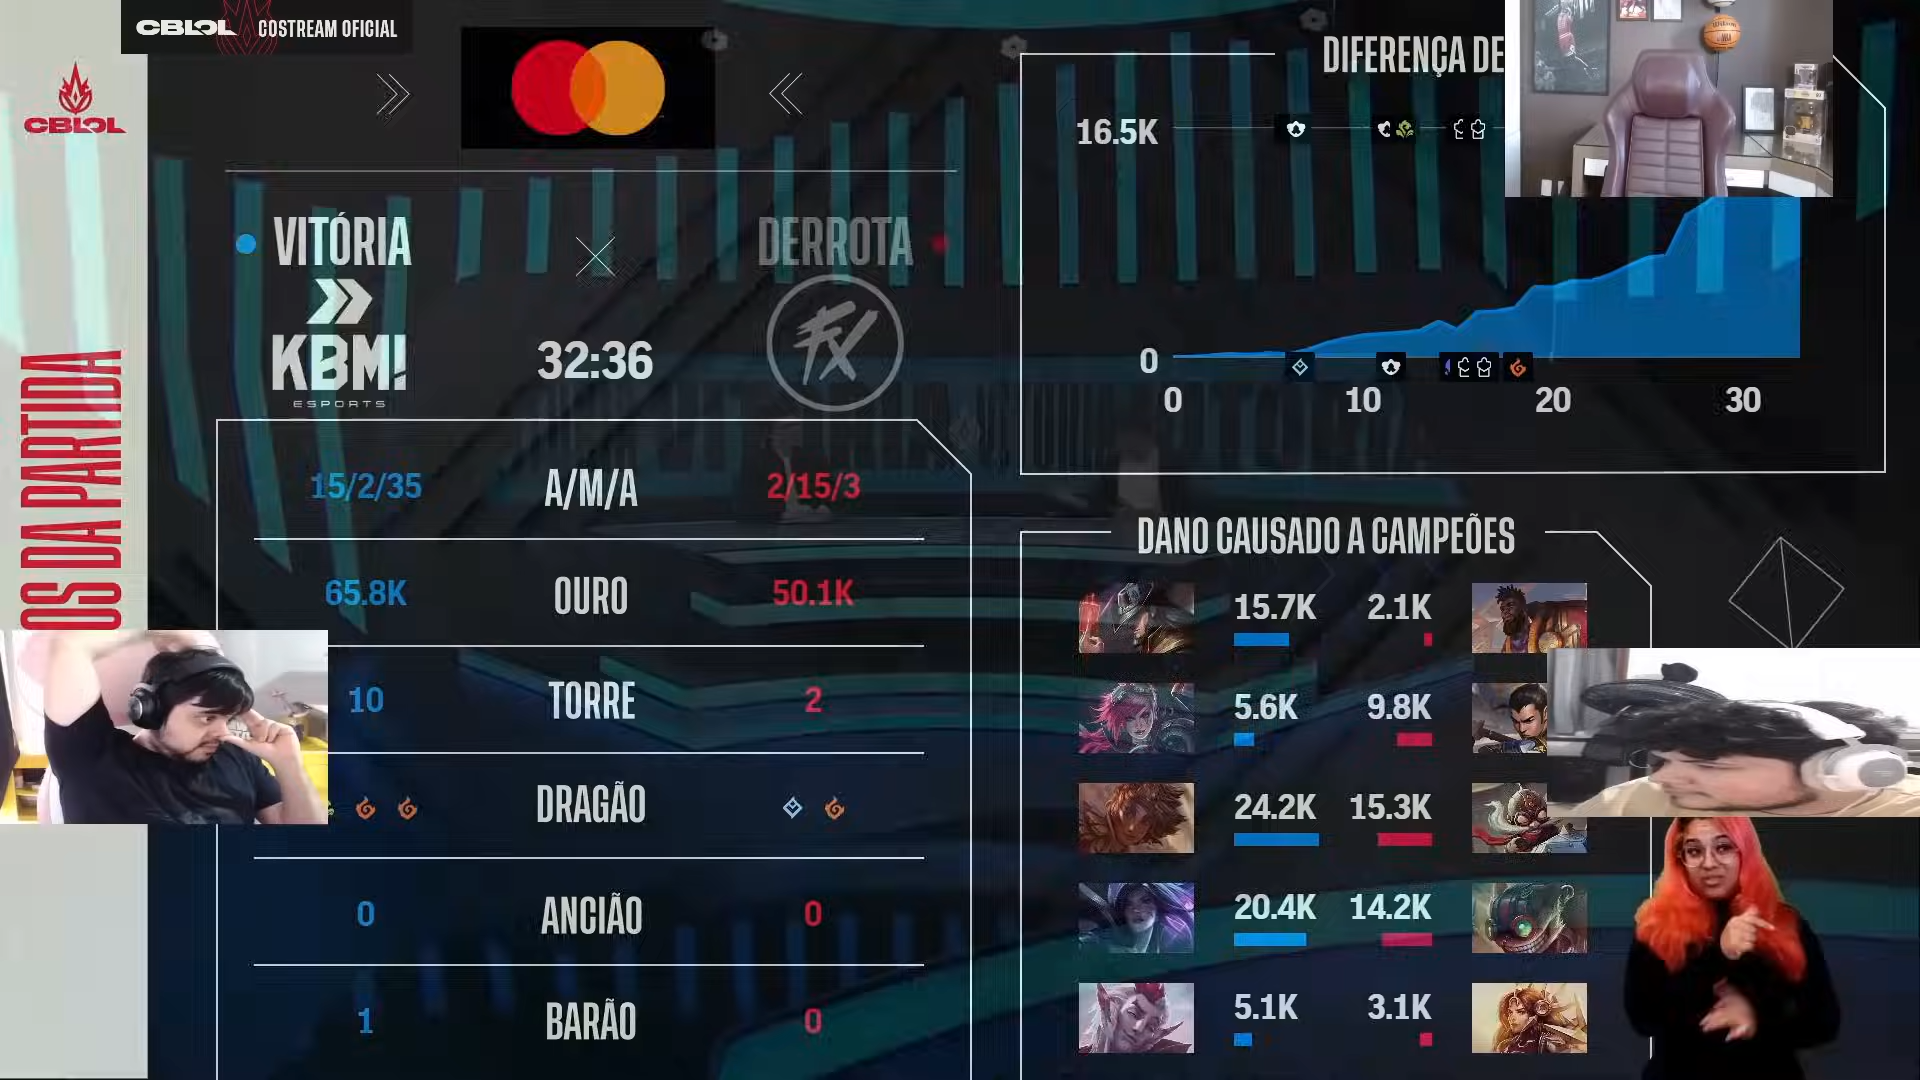 CBLOL COSTREAM OFICIAL
CBLOL
OS DA PARTIDA
VITÓRIA
DERROTA
KBM!
ESPORTS
32:36
FX
15/2/35 A/M/A 2/15/3
65.8K OURO 50.1K
10 TORRE 2
DRAGÃO
0 ANCIÃO 0
1 BARÃO 0
DIFERENÇA DE
16.5K
0
0 10 20 30
DANO CAUSADO A CAMPEÕES
15.7K 2.1K
5.6K 9.8K
24.2K 15.3K
20.4K 14.2K
5.1K 3.1K